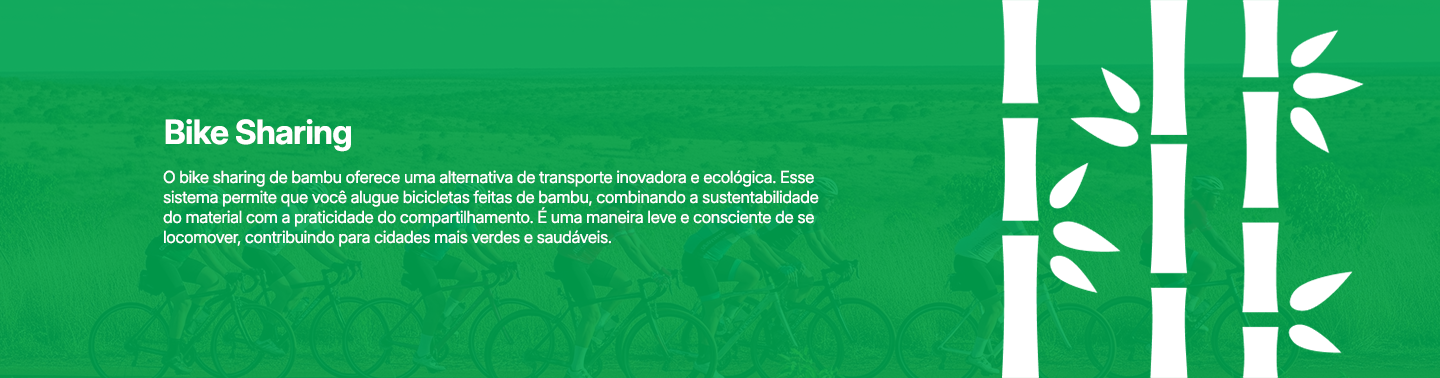 Bike Sharing
O bike sharing de bambu oferece uma alternativa de transporte inovadora e ecológica. Esse
sistema permite que você alugue bicicletas feitas de bambu, combinando a sustentabilidade
do material com a praticidade do compartilhamento. É uma maneira leve e consciente de se
locomover, contribuindo para cidades mais verdes e saudáveis.